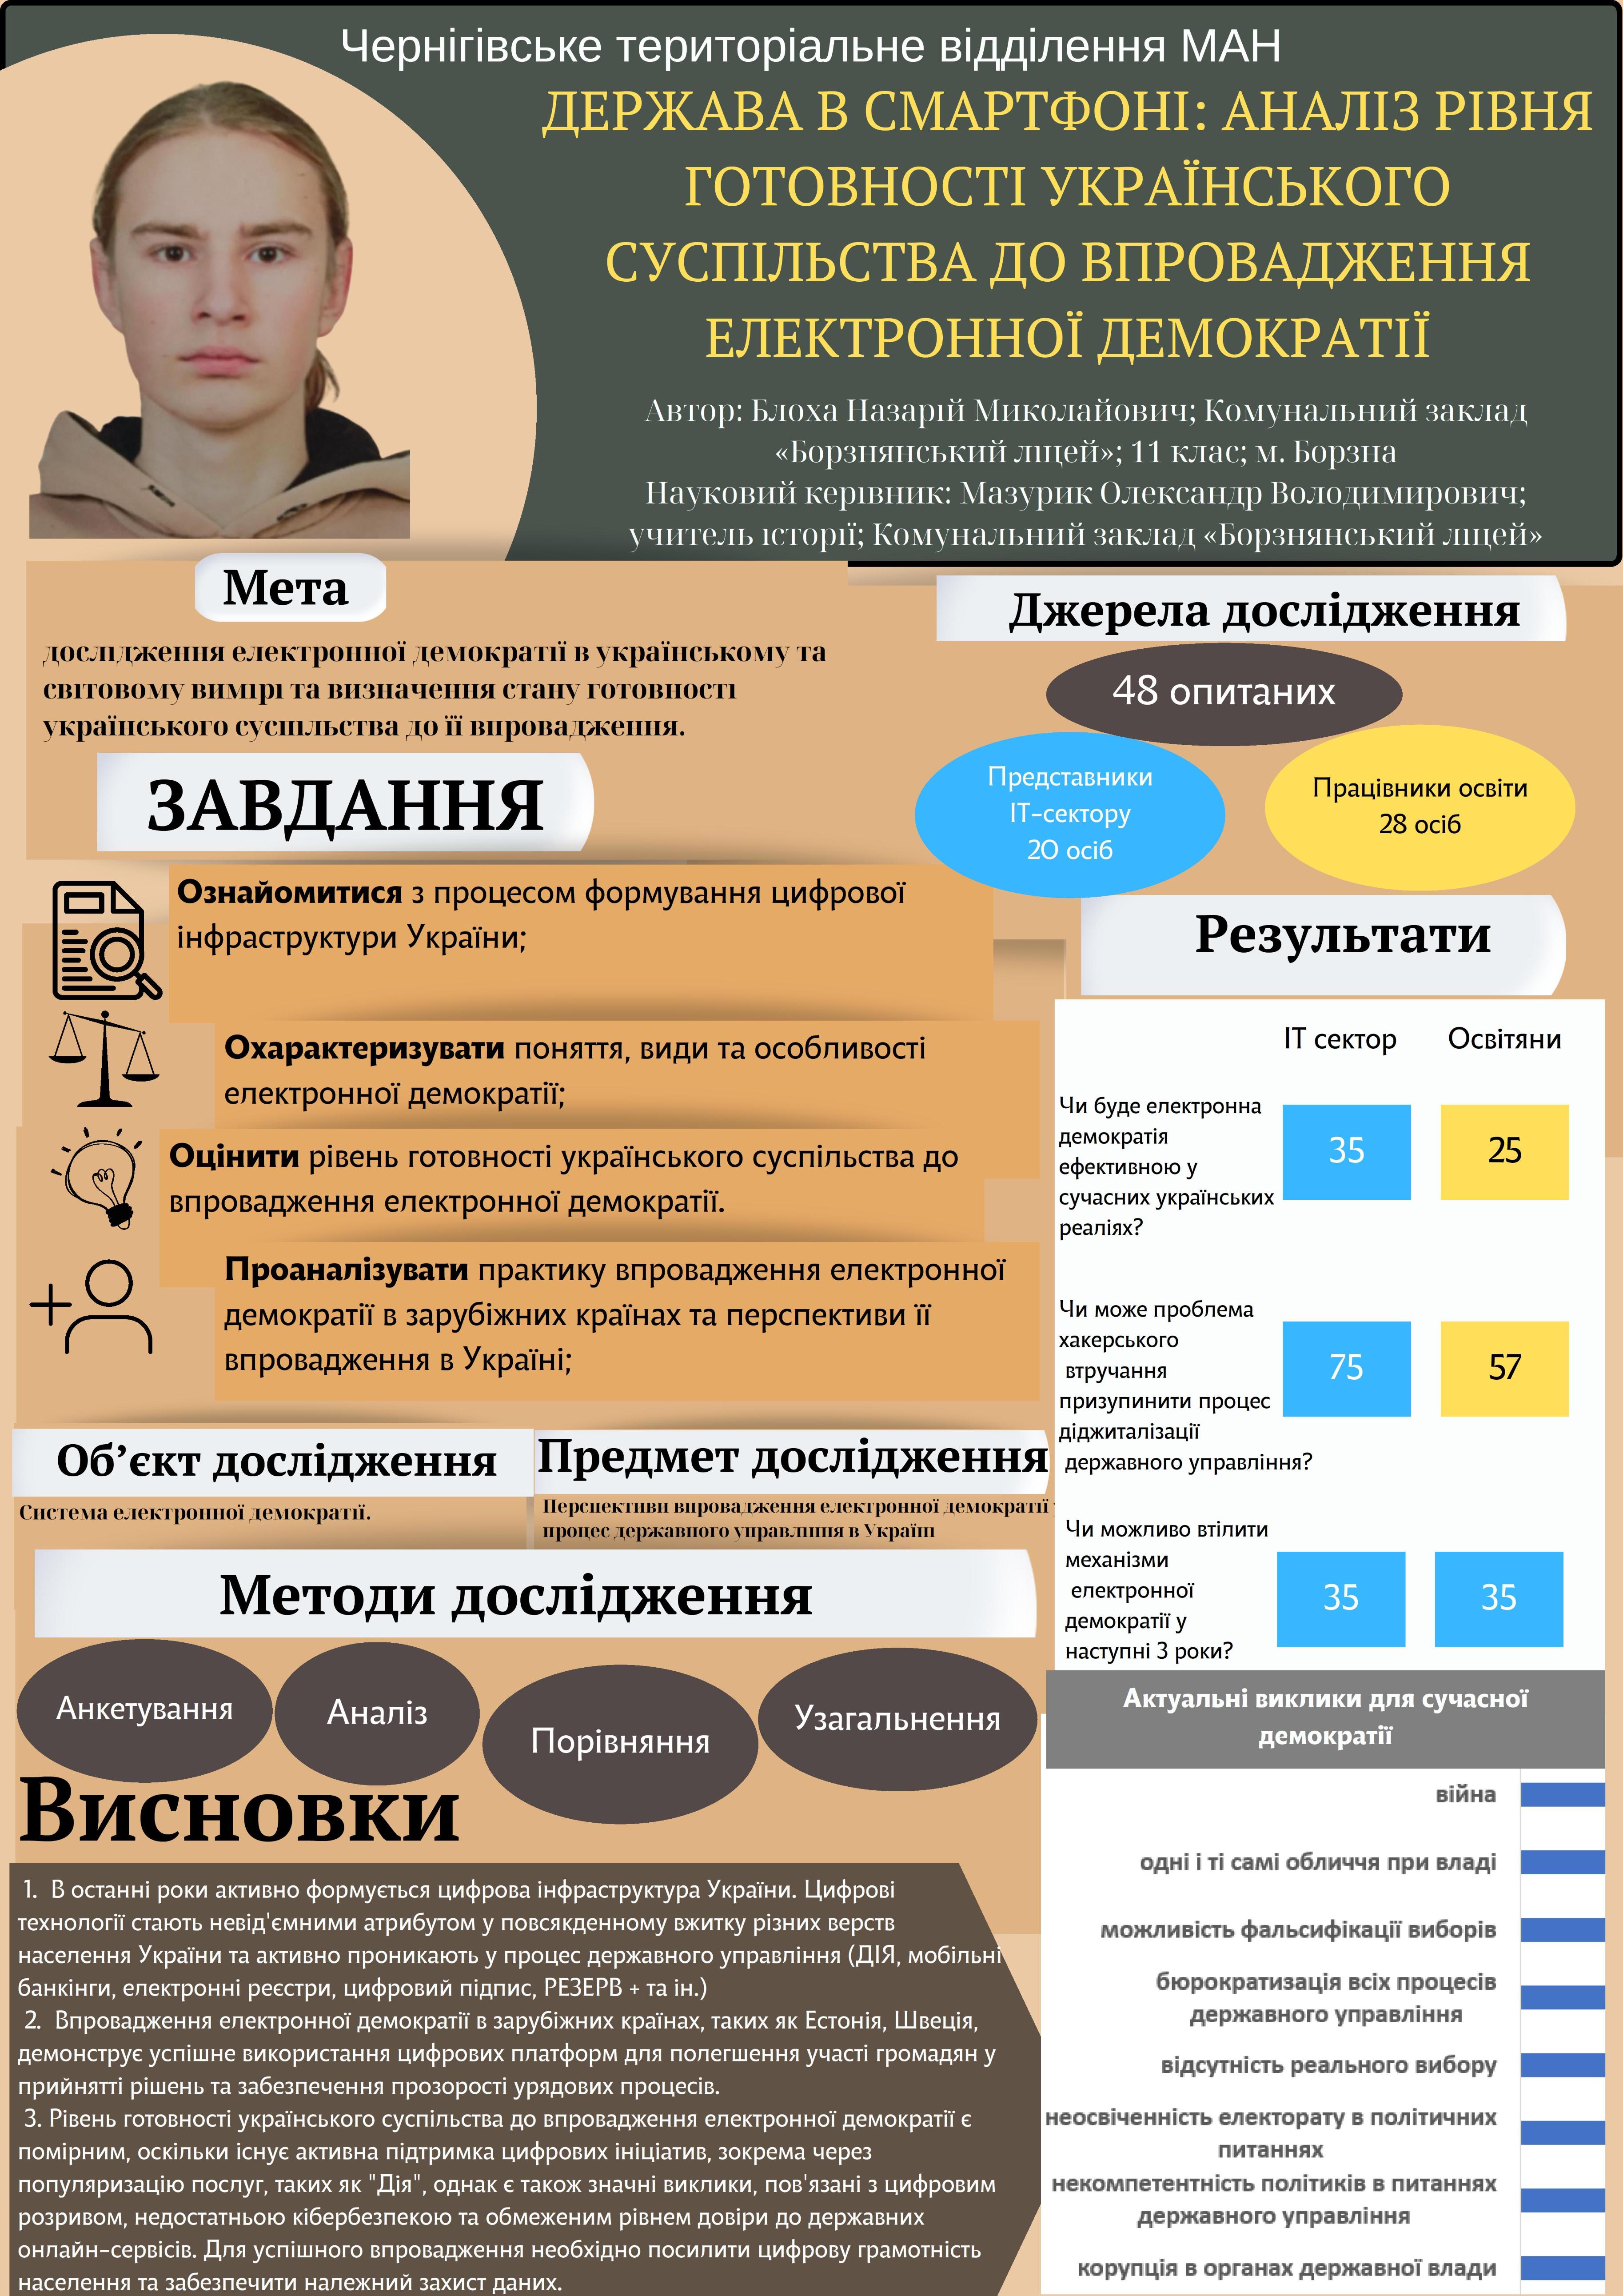 Чернігівське територіальне відділення МАН
ДЕРЖАВА В СМАРТФОНІ: АНАЛІЗ РІВНЯ
ГОТОВНОСТІ УКРАЇНСЬКОГО
СУСПІЛЬСТВА ДО ВПРОВАДЖЕННЯ
ЕЛЕКТРОННОЇ ДЕМОКРАТІЇ
Автор: Блоха Назарій Миколайович; Комунальний заклад
«Борзнянський ліцей»; 11 клас; м. Борзна
Науковий керівник: Мазурик Олександр Володимирович;
учитель історії; Комунальний заклад «Борзнянський ліцей»
Мета
дослідження електронної демократії в українському та
світовому вимірі та визначення стану готовності
українського суспільства до її впровадження.
ЗАВДАННЯ
Ознайомитися з процесом формування цифрової
інфраструктури України;
Охарактеризувати поняття, види та особливості
електронної демократії;
Оцінити рівень готовності українського суспільства до
впровадження електронної демократії.
Проаналізувати практику впровадження електронної
демократії в зарубіжних країнах та перспективи її
впровадження в Україні;
Об’єкт дослідження
Система електронної демократії.
Предмет дослідження
Перспективи впровадження електронної демократії у
процес державного управління в Україні
Методи дослідження
Анкетування
Аналіз
Порівняння
Узагальнення
Висновки
1. В останні роки активно формується цифрова інфраструктура України. Цифрові
технології стають невід'ємними атрибутом у повсякденному вжитку різних верств
населення України та активно проникають у процес державного управління (ДІЯ, мобільні
банкінги, електронні реєстри, цифровий підпис, РЕЗЕРВ + та ін.)
2. Впровадження електронної демократії в зарубіжних країнах, таких як Естонія, Швеція,
демонструє успішне використання цифрових платформ для полегшення участі громадян у
прийнятті рішень та забезпечення прозорості урядових процесів.
3. Рівень готовності українського суспільства до впровадження електронної демократії є
помірним, оскільки існує активна підтримка цифрових ініціатив, зокрема через
популяризацію послуг, таких як "Дія", однак є також значні виклики, пов'язані з цифровим
розривом, недостатньою кібербезпекою та обмеженим рівнем довіри до державних
онлайн-сервісів. Для успішного впровадження необхідно посилити цифрову грамотність
населення та забезпечити належний захист даних.
Джерела дослідження
48 опитаних
Представники
ІТ-сектору
20 осіб
Працівники освіти
28 осіб
Результати
ІТ сектор Освітяни
Чи буде електронна
демократія
ефективною у
сучасних українських
реаліях?
35 25
Чи може проблема
хакерського
втручання
призупинити процес
діджиталізації
державного управління?
75 57
Чи можливо втілити
механізми
електронної
демократії у
наступні 3 роки?
35 35
Актуальні виклики для сучасної
демократії
війна
одні і ті самі обличчя при владі
можливість фальсифікації виборів
бюрократизація всіх процесів
державного управління
відсутність реального вибору
неосвіченність електорату в політичних
питаннях
некомпетентність політиків в питаннях
державного управління
корупція в органах державної влади